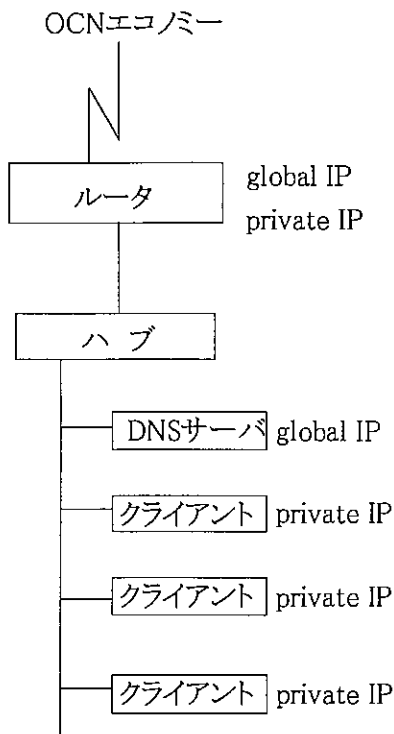 OCNエコノミー
ルータ
global IP
private IP
ハブ
DNSサーバ global IP
クライアント private IP
クライアント private IP
クライアント private IP